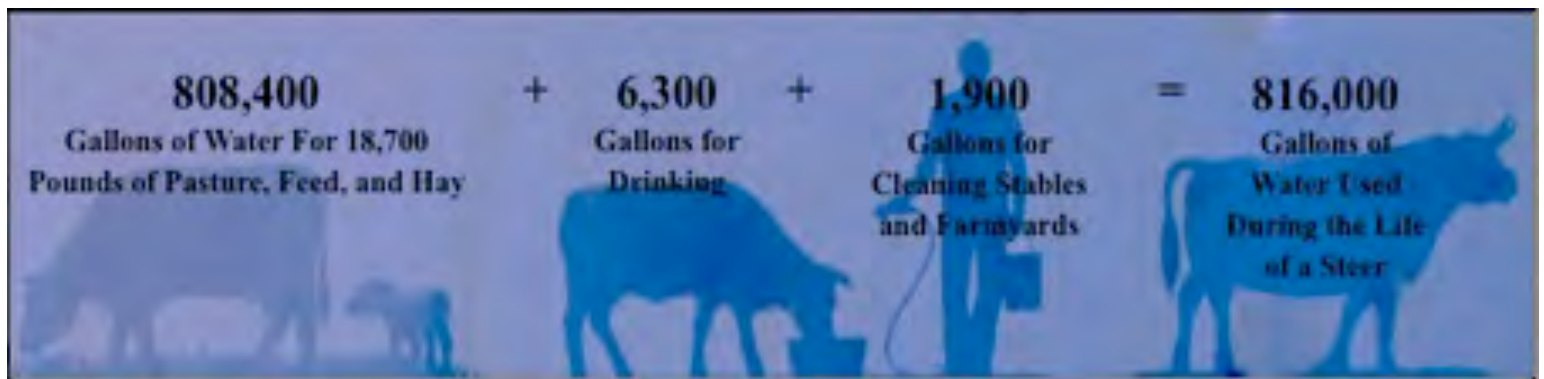 808,400 + 6,300 + 1,900 = 816,000
Gallons of Water For 18,700
Pounds of Pasture, Feed, and Hay
Gallons for
Drinking
Gallons for
Cleaning Stables
and Farmyards
Gallons of
Water Used
During the Life
of a Steer